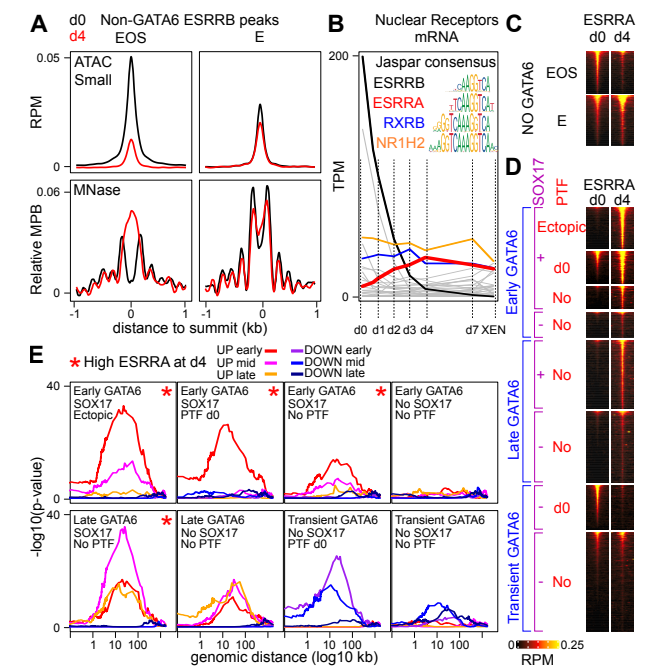 A
d0 Non-GATA6 ESRRB peaks
d4 EOS E
0.05
ATAC
Small
RPM
0
0.06
MNase
Relative MPB
0
-1 0 1 -1 0 1
distance to summit (kb)
B
Nuclear Receptors
mRNA
200
Jaspar consensus
ESRRB
ESRRA
RXRB
NR1H2
TPM
0
d0 d1 d2 d3 d4 d7 XEN
C
ESRRA
d0 d4
NO GATA6
EOS
E
D
SOX17
PTF
ESRRA
d0 d4
Early GATA6
+
Ectopic
d0
No
- No
Late GATA6
+ No
- No
Transient GATA6
- d0
- No
0 0.25
RPM
E
* High ESRRA at d4
UP early DOWN early
UP mid DOWN mid
UP late DOWN late
40
Early GATA6
SOX17
Ectopic
*
Early GATA6
SOX17
PTF d0
*
Early GATA6
SOX17
No PTF
*
Early GATA6
No SOX17
No PTF
0
40
Late GATA6
SOX17
No PTF
*
Late GATA6
No SOX17
No PTF
Transient GATA6
No SOX17
PTF d0
Transient GATA6
No SOX17
No PTF
0
-log10(p-value)
1 10 100 1 10 100 1 10 100 1 10 100
genomic distance (log10 kb)